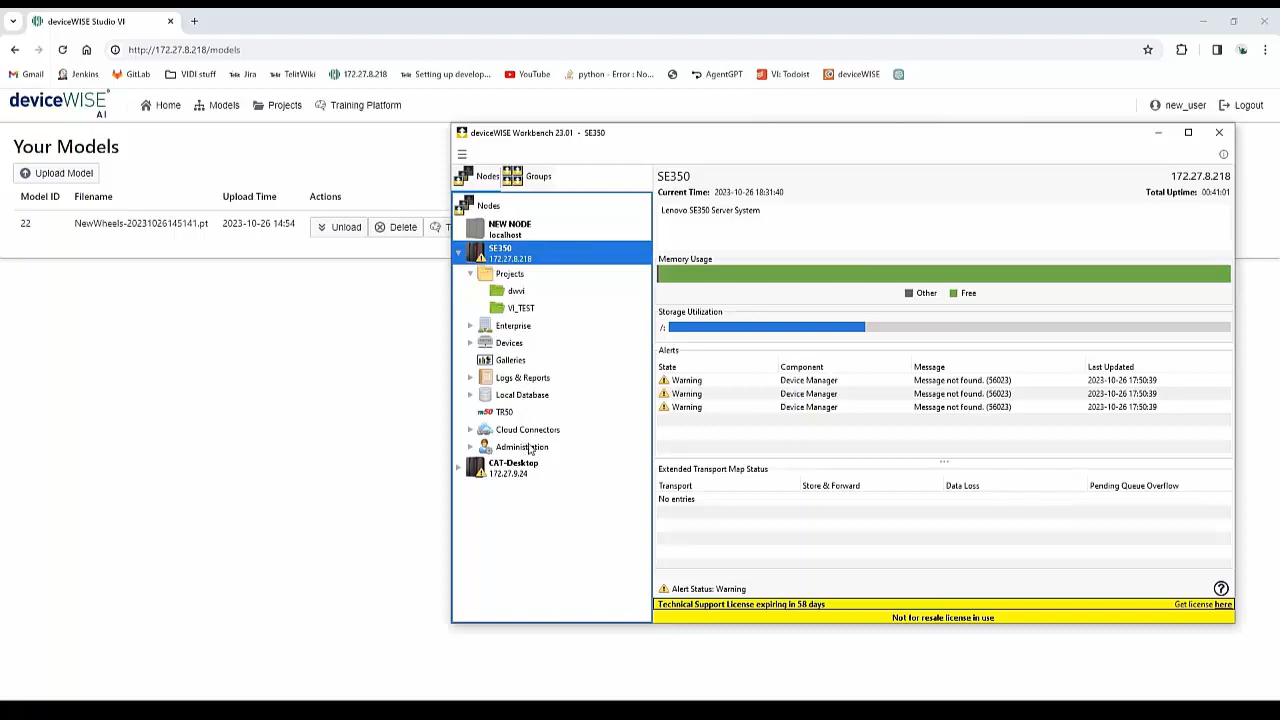 deviceWISE Studio VI
http://172.27.8.218/models
Gmail Jenkins GitLab VIDI stuff Jira TelitWiki 172.27.8.218 Setting up develop... YouTube python - Error : No... AgentGPT VI: Todoist deviceWISE
deviceWISE AI Home Models Projects Training Platform new_user Logout
Your Models
Upload Model
Model ID Filename Upload Time Actions
22 NewWheels-20231026145141.pt 2023-10-26 14:54 Unload Delete T
deviceWISE Workbench 23.01 - SE350
Nodes Groups
Nodes
NEW NODE
localhost
SE350
172.27.8.218
Projects
dwvi
VI_TEST
Enterprise
Devices
Galleries
Logs & Reports
Local Database
TR50
Cloud Connectors
Administration
CAT-Desktop
172.27.9.24
SE350 172.27.8.218
Current Time: 2023-10-26 18:31:40 Total Uptime: 00:41:01
Lenovo SE350 Server System
Memory Usage
Other Free
Storage Utilization
/:
Alerts
State Component Message Last Updated
Warning Device Manager Message not found. (56023) 2023-10-26 17:50:39
Warning Device Manager Message not found. (56023) 2023-10-26 17:50:39
Warning Device Manager Message not found. (56023) 2023-10-26 17:50:39
Extended Transport Map Status
Transport Store & Forward Data Loss Pending Queue Overflow
No entries
Alert Status: Warning
Technical Support License expiring in 58 days Get license here
Not for resale license in use